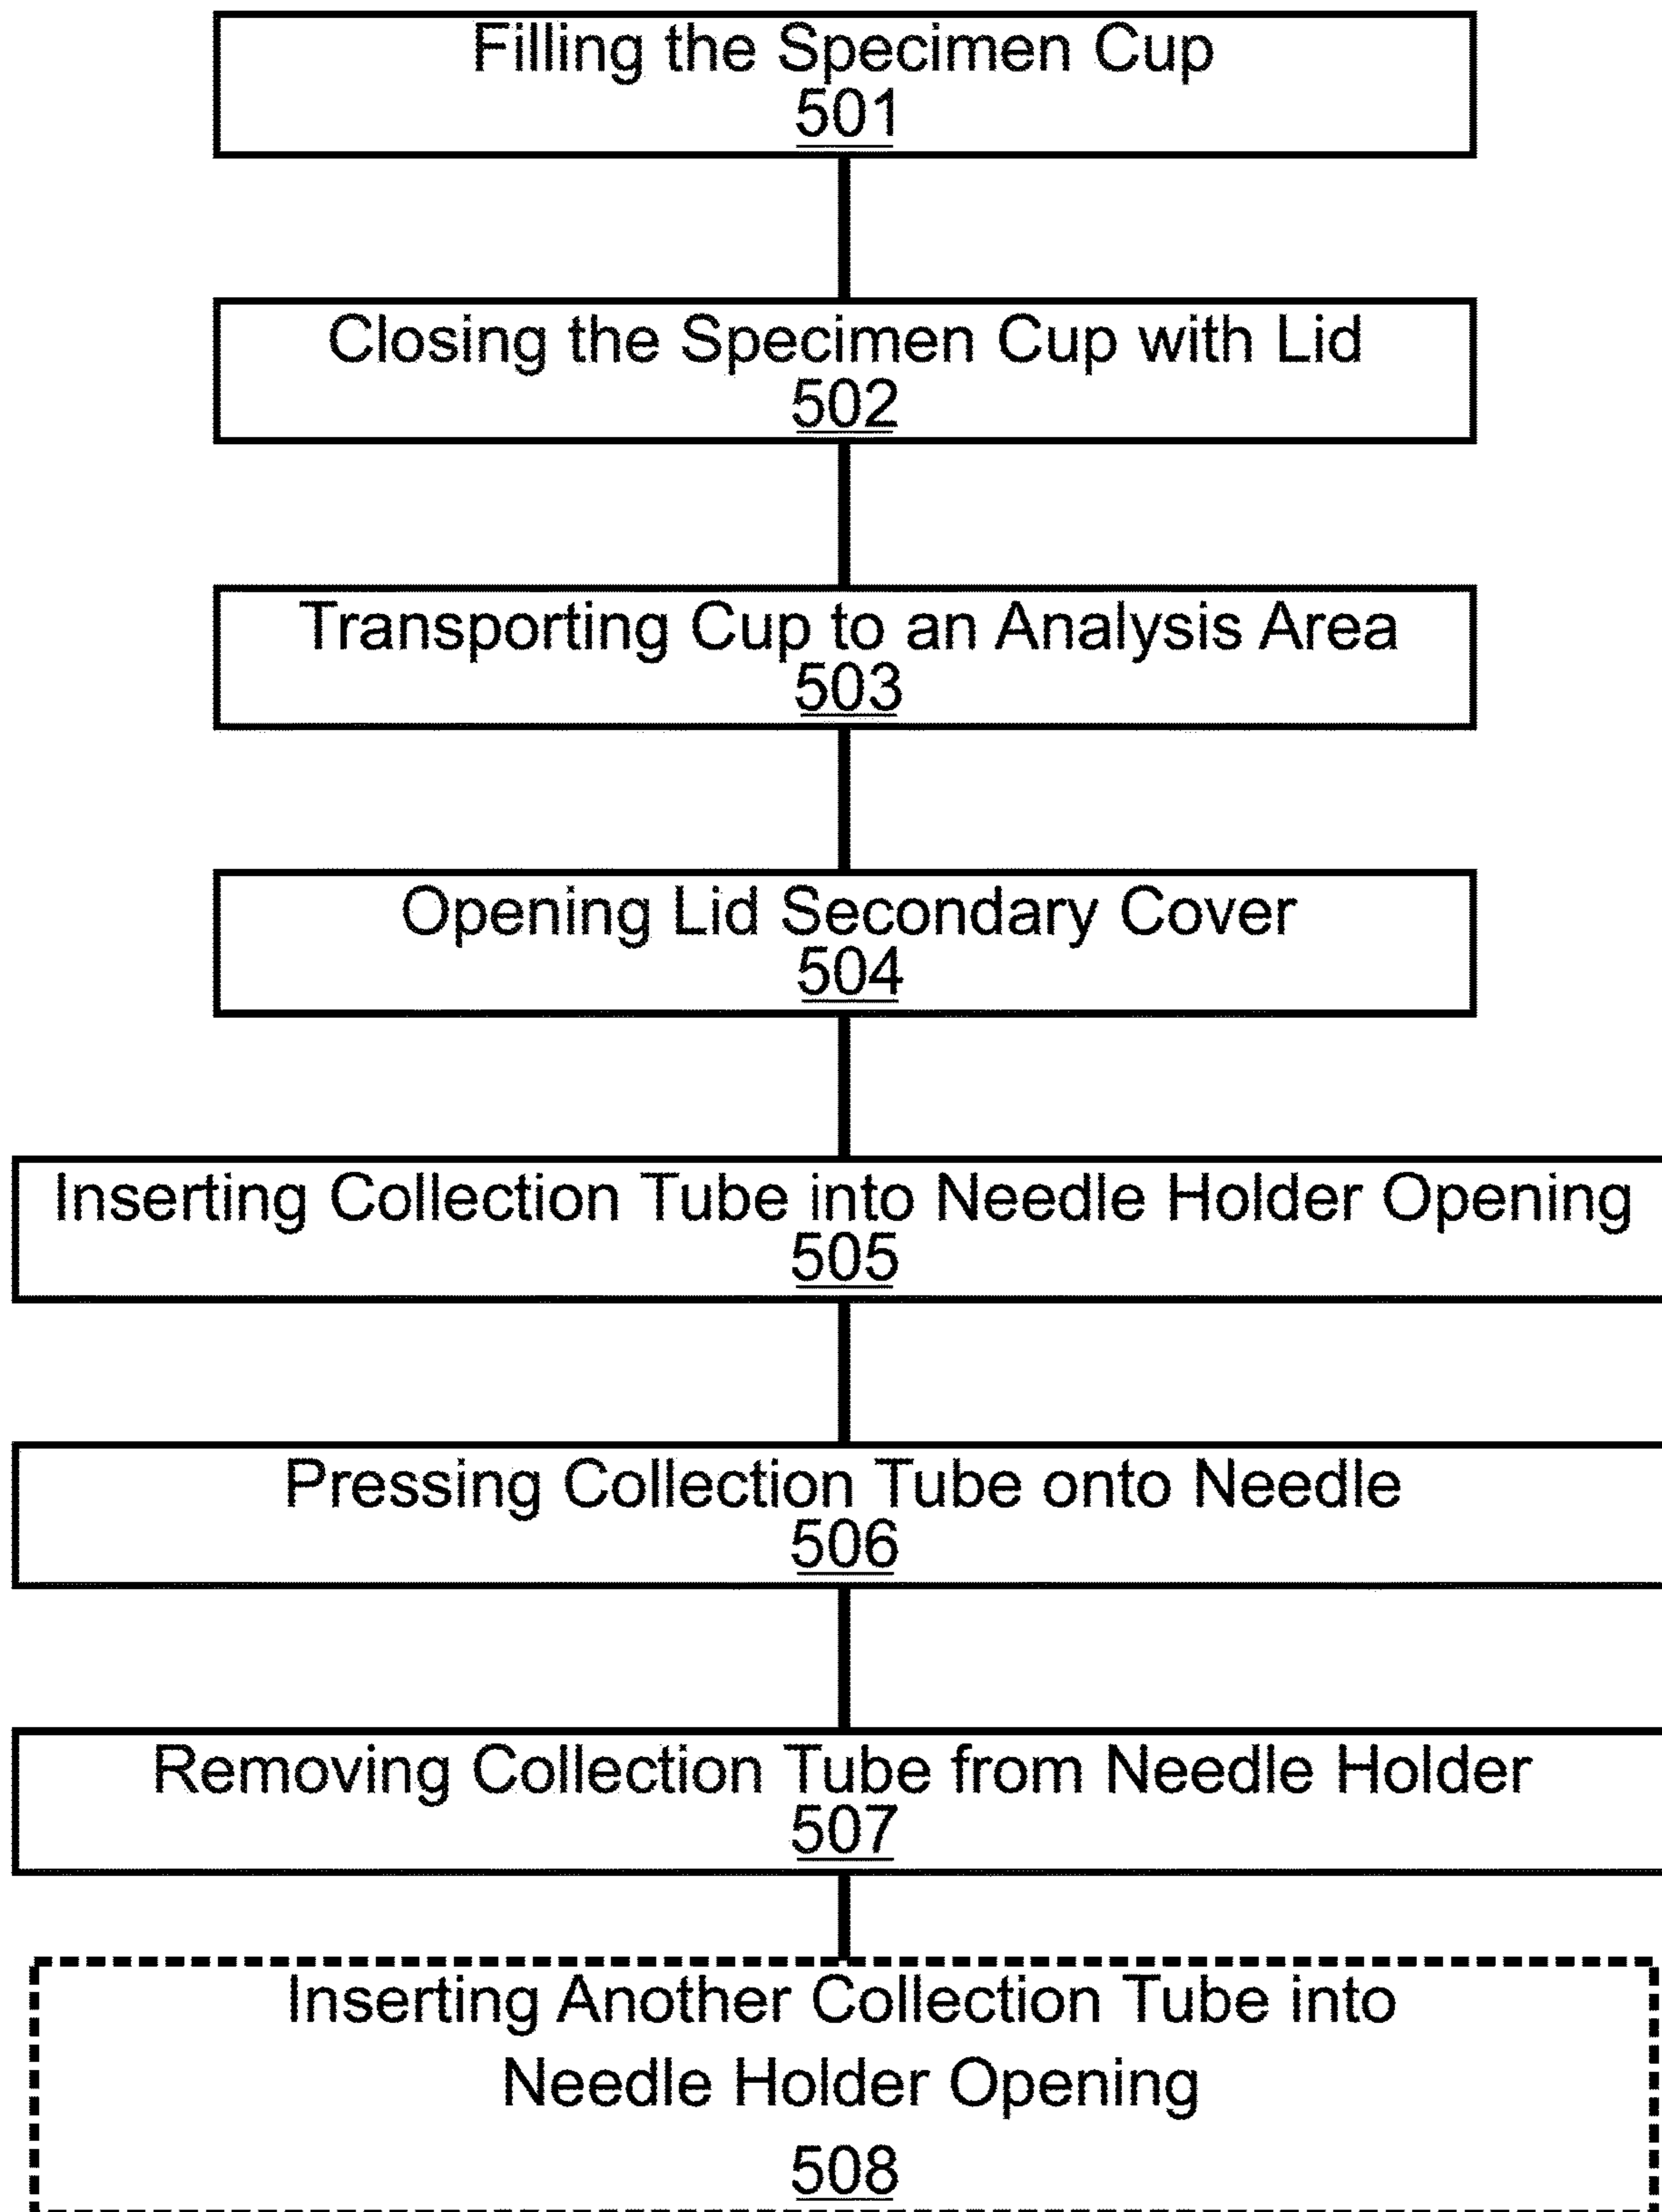 Filling the Specimen Cup
501
Closing the Specimen Cup with Lid
502
Transporting Cup to an Analysis Area
503
Opening Lid Secondary Cover
504
Inserting Collection Tube into Needle Holder Opening
505
Pressing Collection Tube onto Needle
506
Removing Collection Tube from Needle Holder
507
Inserting Another Collection Tube into
Needle Holder Opening
508